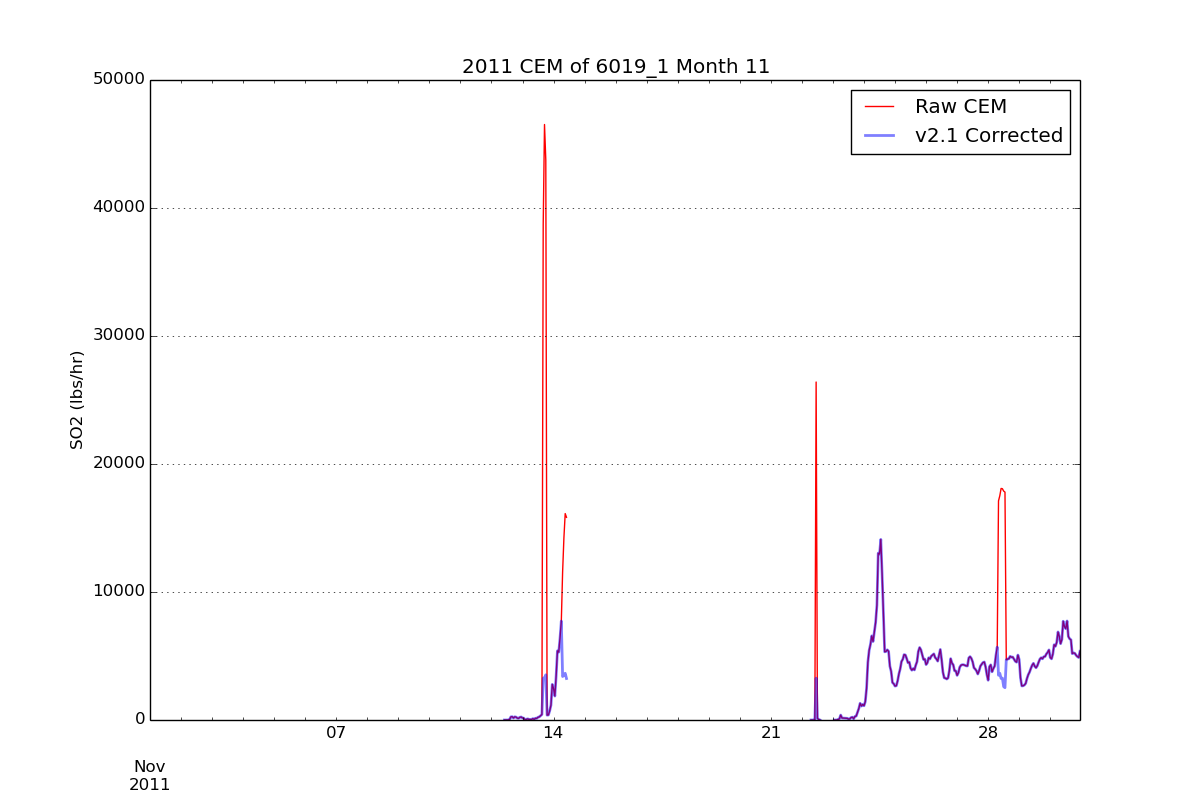 2011 CEM of 6019_1 Month 11
Raw CEM
v2.1 Corrected
SO2 (lbs/hr)
50000
40000
30000
20000
10000
0
07
14
21
28
Nov
2011